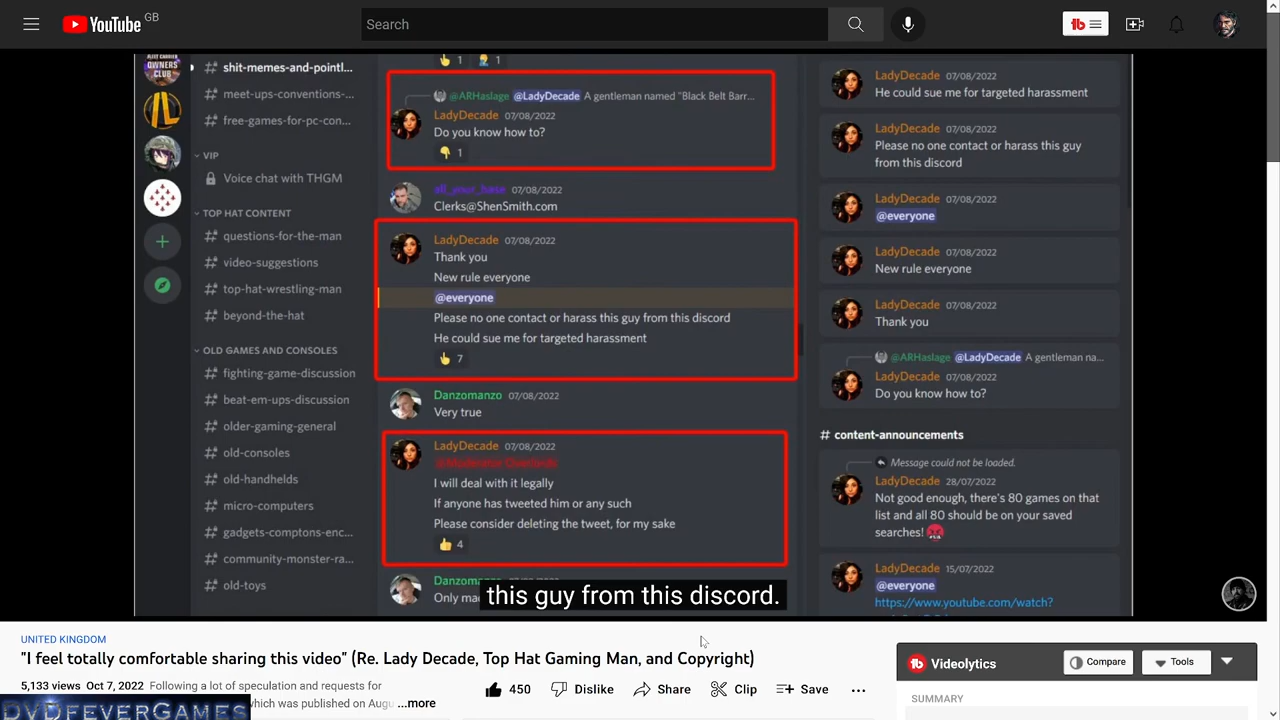 YouTube GB
Search
OWNERS
CLUB
# shit-memes-and-pointl...
# meet-ups-conventions-...
# free-games-for-pc-con...
VIP
Voice chat with THGM
TOP HAT CONTENT
# questions-for-the-man
# video-suggestions
# top-hat-wrestling-man
# beyond-the-hat
OLD GAMES AND CONSOLES
# fighting-game-discussion
# beat-em-ups-discussion
# older-gaming-general
# old-consoles
# old-handhelds
# micro-computers
# gadgets-comptons-enc...
# community-monster-ra...
# old-toys
1 1
@ARHaslage @LadyDecade A gentleman named "Black Belt Barr...
LadyDecade 07/08/2022
Do you know how to?
1
all_your_base 07/08/2022
Clerks@ShenSmith.com
LadyDecade 07/08/2022
Thank you
New rule everyone
@everyone
Please no one contact or harass this guy from this discord
He could sue me for targeted harassment
7
Danzomanzo 07/08/2022
Very true
LadyDecade 07/08/2022
I will deal with it legally
If anyone has tweeted him or any such
Please consider deleting the tweet, for my sake
4
this guy from this discord.
LadyDecade 07/08/2022
He could sue me for targeted harassment
LadyDecade 07/08/2022
Please no one contact or harass this guy
from this discord
LadyDecade 07/08/2022
@everyone
LadyDecade 07/08/2022
New rule everyone
LadyDecade 07/08/2022
Thank you
@ARHaslage @LadyDecade A gentleman na...
LadyDecade 07/08/2022
Do you know how to?
# content-announcements
Message could not be loaded.
LadyDecade 28/07/2022
Not good enough, there's 80 games on that
list and all 80 should be on your saved
searches!
LadyDecade 15/07/2022
@everyone
https://www.youtube.com/watch?
UNITED KINGDOM
"I feel totally comfortable sharing this video" (Re. Lady Decade, Top Hat Gaming Man, and Copyright)
5,133 views Oct 7, 2022 Following a lot of speculation and requests for
which was published on Augu ...more
450 Dislike Share Clip Save ...
DVDFEVERGAMES
Videolytics Compare Tools
SUMMARY